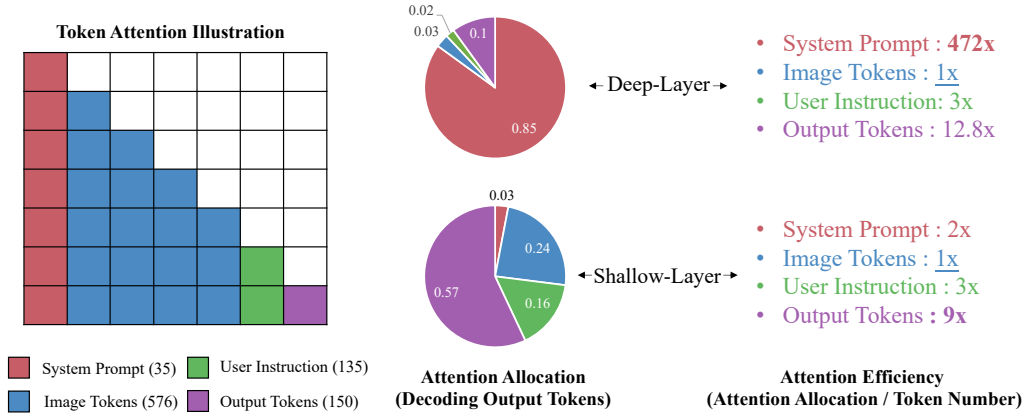 Token Attention Illustration
System Prompt (35)
User Instruction (135)
Image Tokens (576)
Output Tokens (150)
0.02
0.03
0.1
0.85
Deep-Layer
• System Prompt : 472x
• Image Tokens : 1x
• User Instruction: 3x
• Output Tokens : 12.8x
0.03
0.24
0.57
0.16
Shallow-Layer
• System Prompt : 2x
• Image Tokens : 1x
• User Instruction : 3x
• Output Tokens : 9x
Attention Allocation
(Decoding Output Tokens)
Attention Efficiency
(Attention Allocation / Token Number)